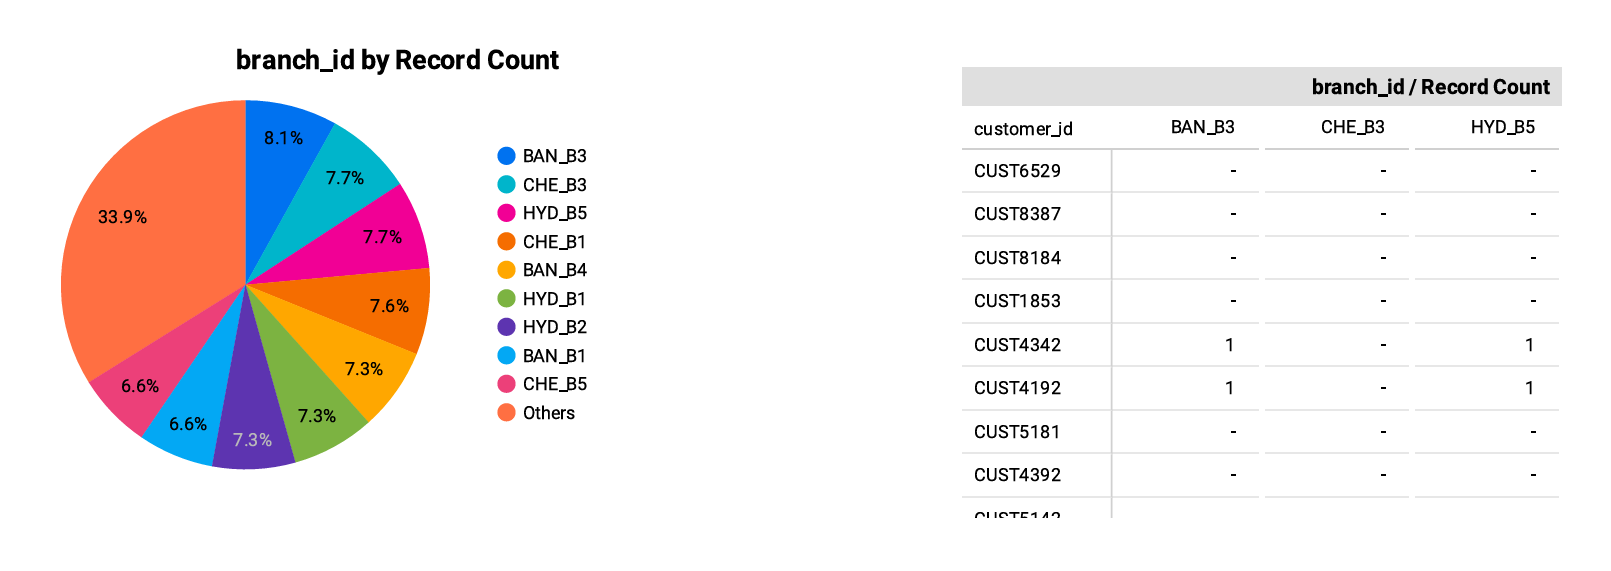 branch_id by Record Count
8.1%
7.7%
7.7%
7.6%
7.3%
7.3%
7.3%
6.6%
6.6%
33.9%
BAN_B3
CHE_B3
HYD_B5
CHE_B1
BAN_B4
HYD_B1
HYD_B2
BAN_B1
CHE_B5
Others
branch_id / Record Count
customer_id BAN_B3 CHE_B3 HYD_B5
CUST6529 - - -
CUST8387 - - -
CUST8184 - - -
CUST1853 - - -
CUST4342 1 - 1
CUST4192 1 - 1
CUST5181 - - -
CUST4392 - - -